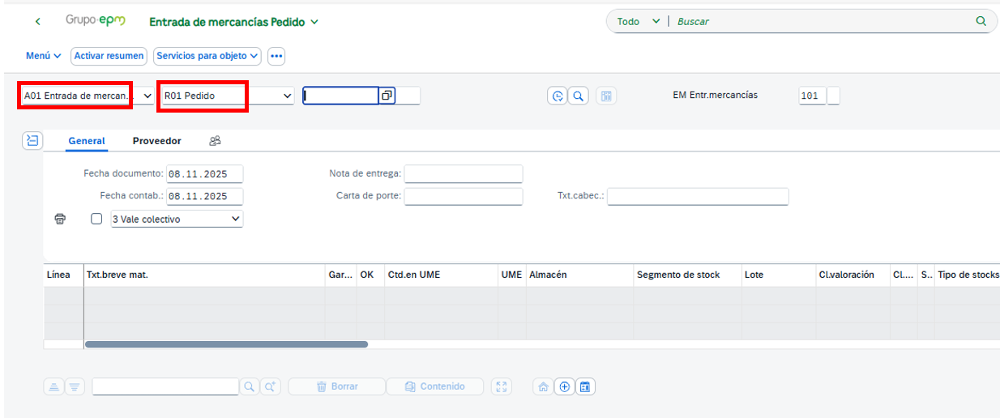 Grupo·epm Entrada de mercancías Pedido Todo Buscar
Menú Activar resumen Servicios para objeto
A01 Entrada de mercan... R01 Pedido EM Entr.mercancías 101
General Proveedor
Fecha documento: 08.11.2025 Nota de entrega:
Fecha contab.: 08.11.2025 Carta de porte: Txt.cabec.:
3 Vale colectivo
Línea Txt.breve mat. Gar... OK Ctd.en UME UME Almacén Segmento de stock Lote Cl.valoración Cl.... S.. Tipo de stocks
Borrar Contenido